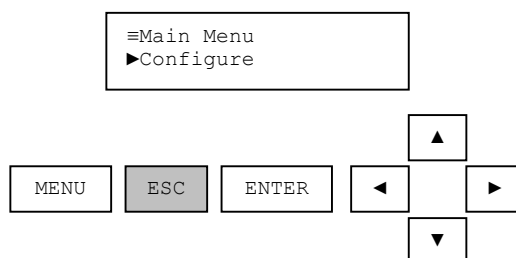 ≡Main Menu
►Configure
▲
MENU ESC ENTER ◄ ►
▼